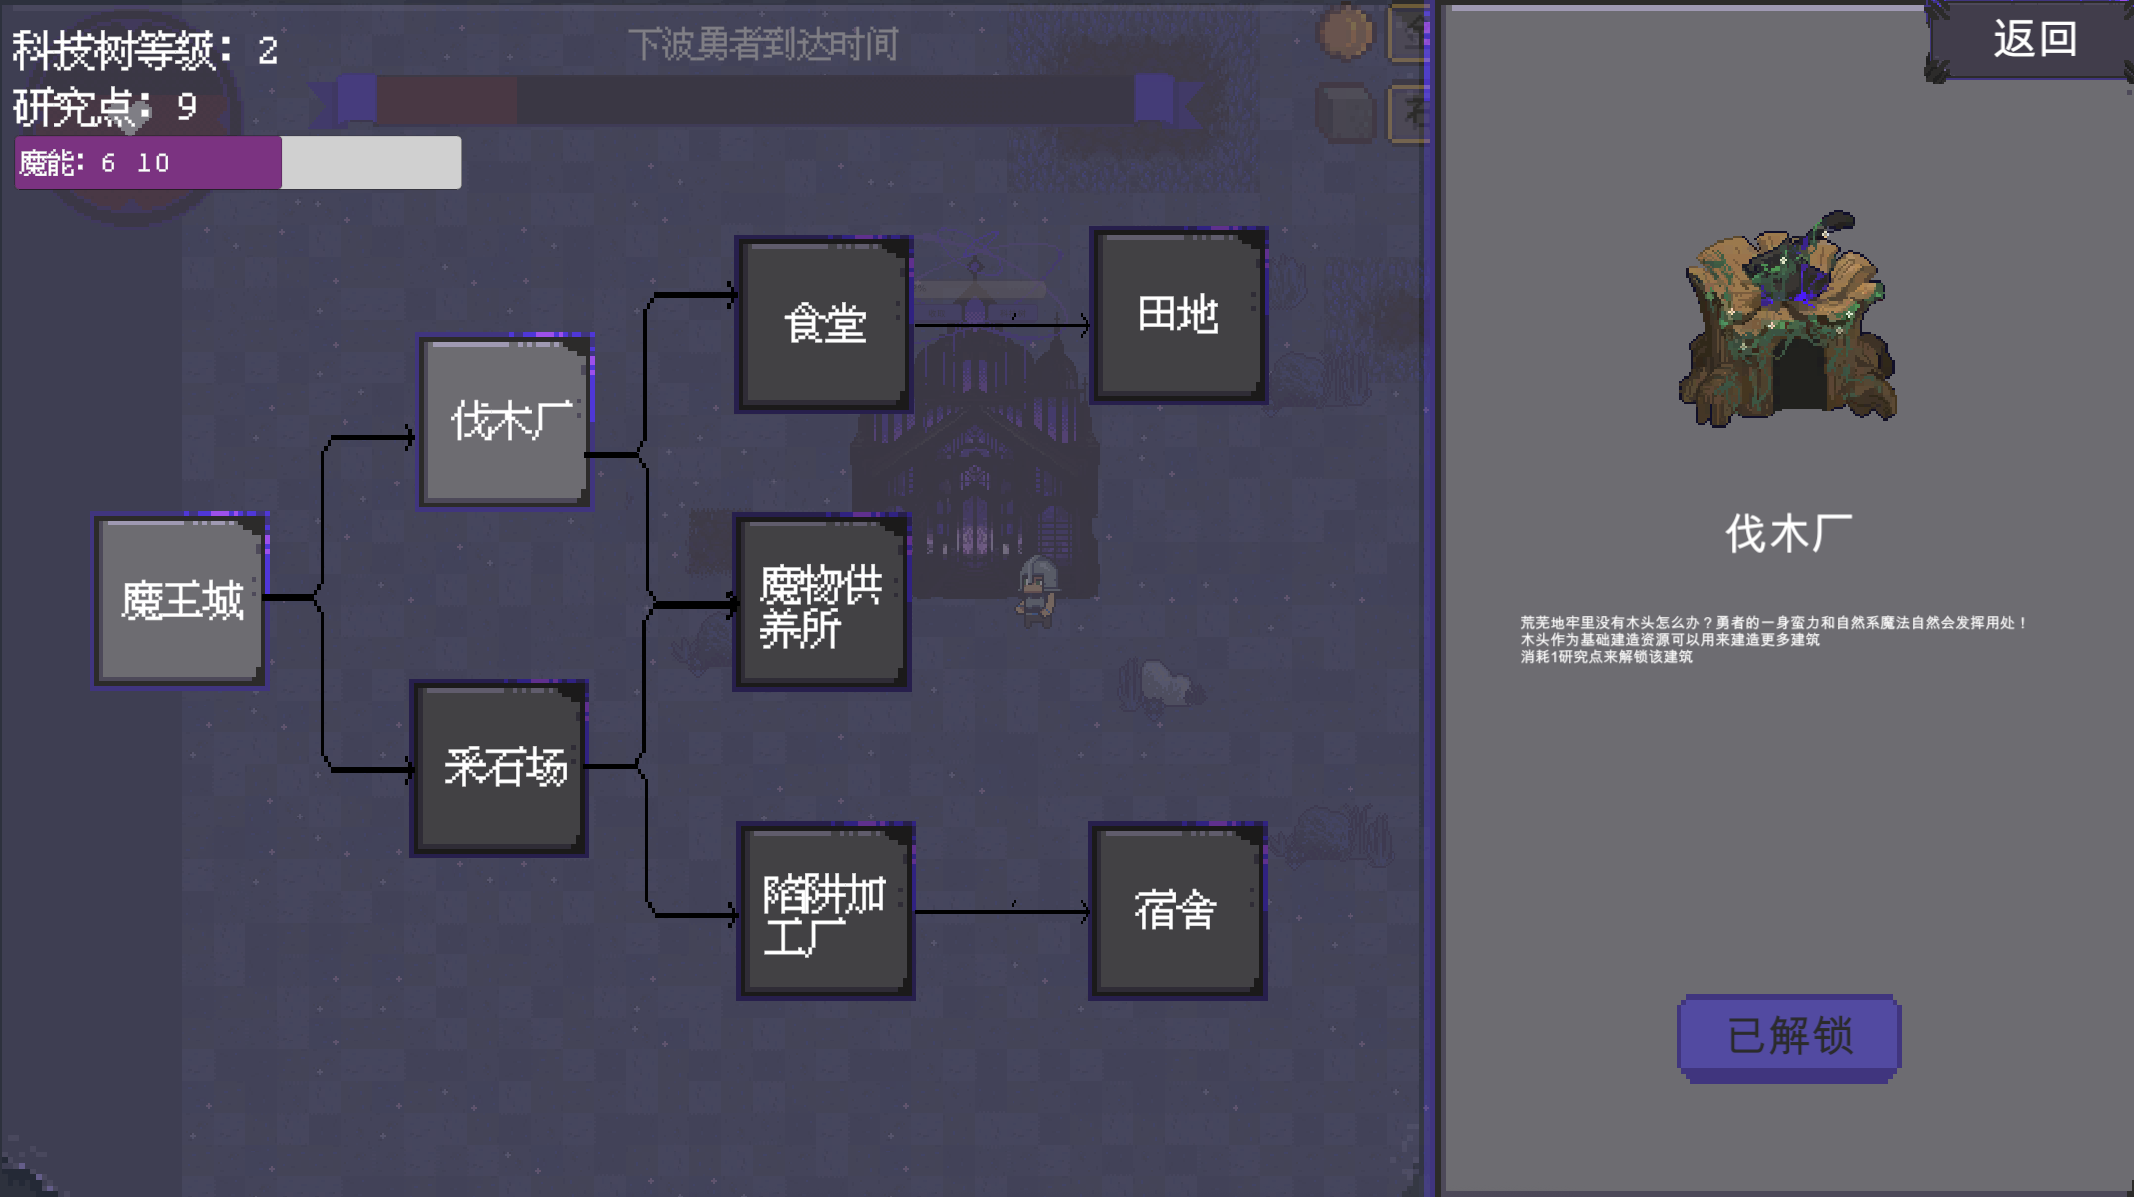 科技树等级: 2
研究点: 9
魔能: 6 10
下波勇者到达时间
返回
伐木厂
食堂
田地
魔王城
魔物供
养所
采石场
陷阱加
工厂
宿舍
伐木厂
荒芜地牢里没有木头怎么办？勇者的一身蛮力和自然系魔法自然会发挥用处！
木头作为基础建造资源可以用来建造更多建筑
消耗1研究点来解锁该建筑
已解锁